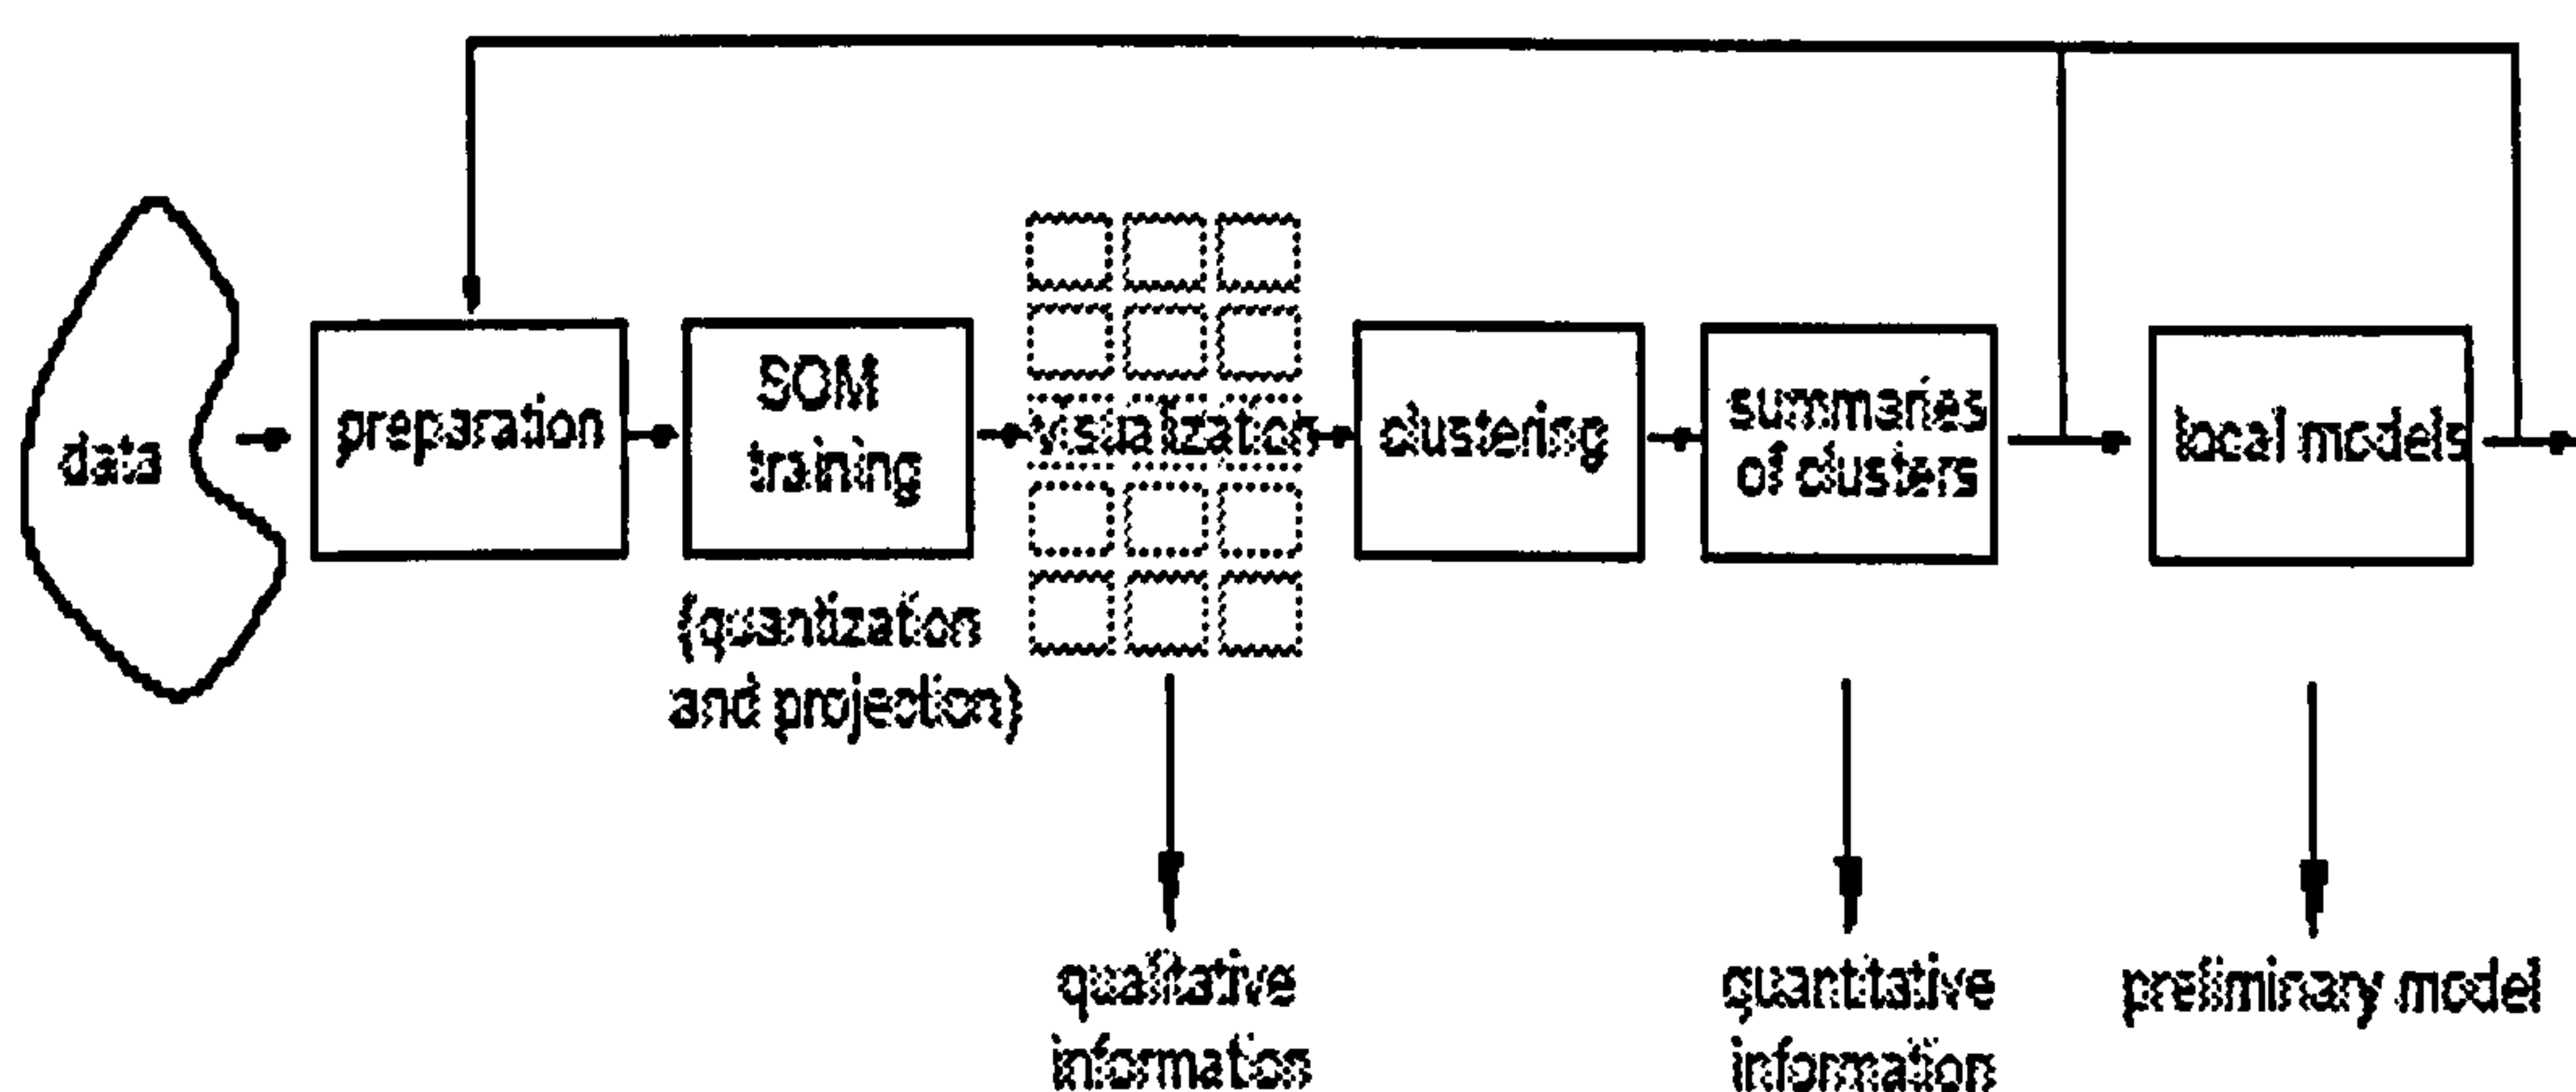 data
preparation
SOM
training
(quantization
and projection)
visualization
clustering
summaries
of clusters
local models
qualitative
information
quantitative
information
preliminary model